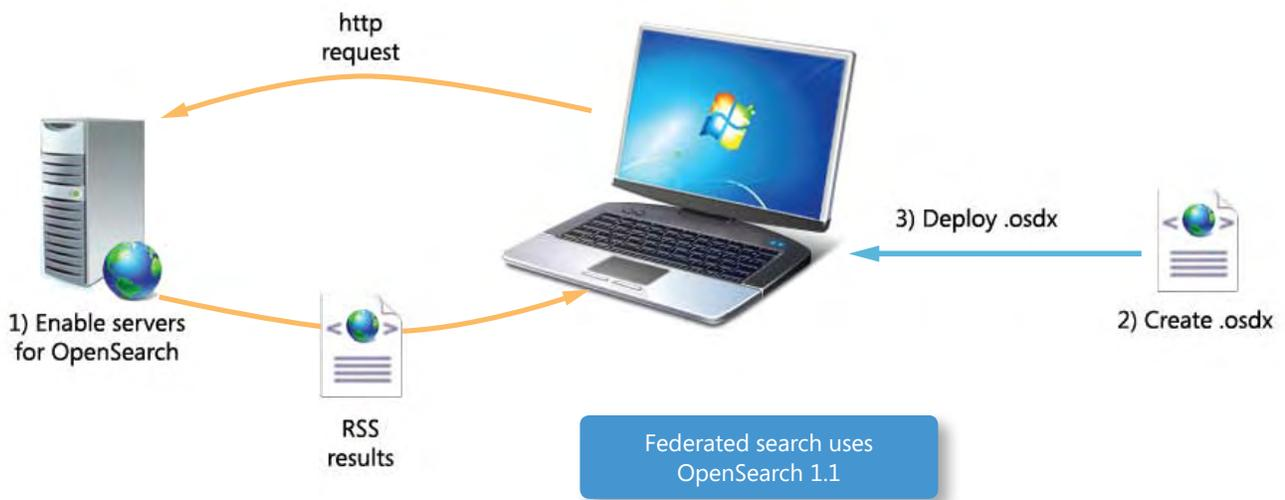 http
request
3) Deploy .osdx
1) Enable servers
for OpenSearch
2) Create .osdx
RSS
results
Federated search uses
OpenSearch 1.1